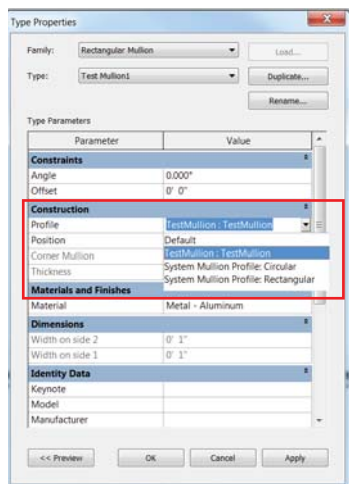 Type Properties
Family: Rectangular Mullion Load...
Type: Test Mullion1 Duplicate...
Rename...
Type Parameters
Parameter Value
Constraints
Angle 0.000°
Offset 0' 0"
Construction
Profile TestMullion : TestMullion
Position Default
Corner Mullion TestMullion : TestMullion
Thickness System Mullion Profile: Circular
System Mullion Profile: Rectangular
Materials and Finishes
Material Metal - Aluminum
Dimensions
Width on side 2 0' 1"
Width on side 1 0' 1"
Identity Data
Keynote
Model
Manufacturer
<< Preview OK Cancel Apply